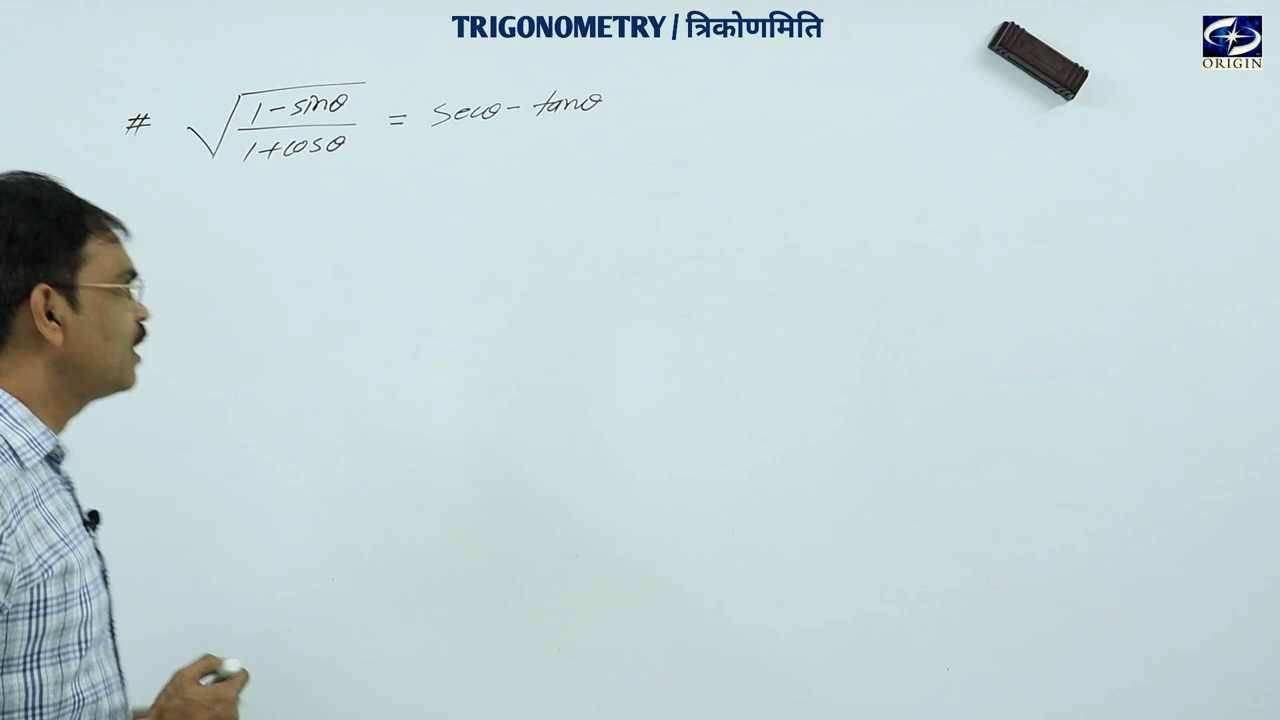 TRIGONOMETRY / त्रिकोणमिति
ORIGIN
# √((1-sinθ)/(1+cosθ)) = secθ - tanθ